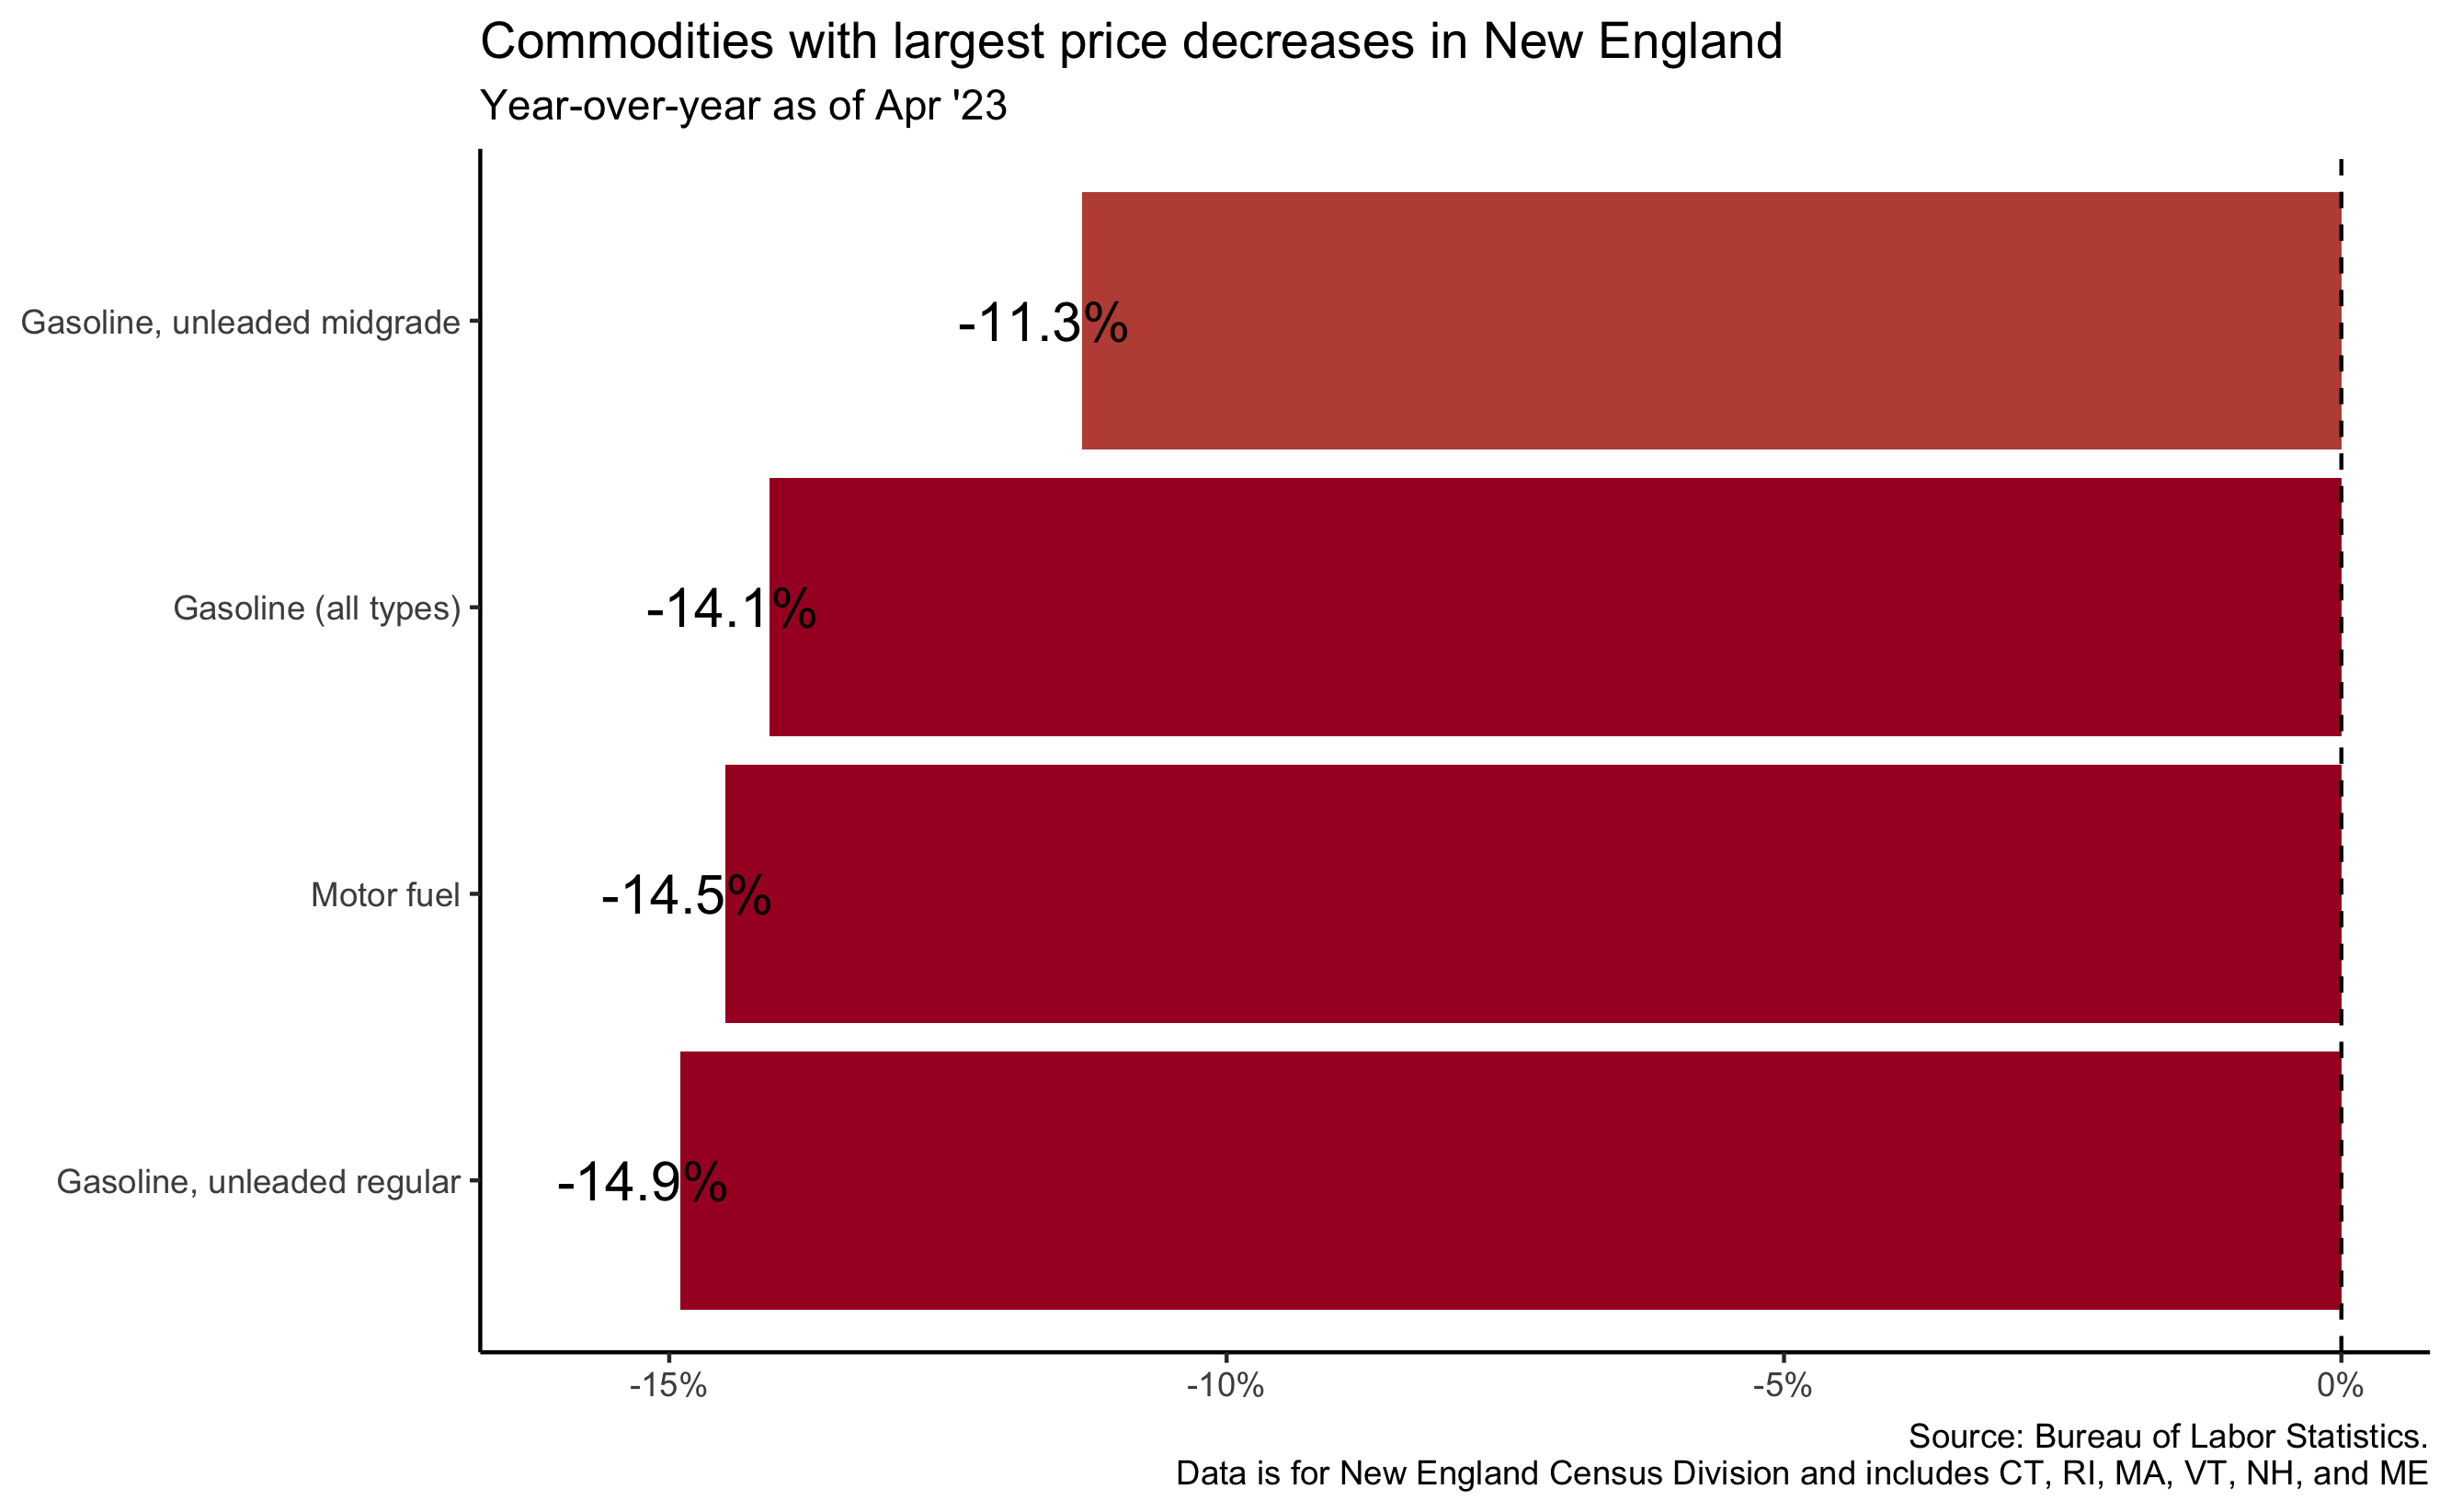 Commodities with largest price decreases in New England
Year-over-year as of Apr '23
Gasoline, unleaded midgrade
-11.3%
Gasoline (all types)
-14.1%
Motor fuel
-14.5%
Gasoline, unleaded regular
-14.9%
-15% -10% -5% 0%
Source: Bureau of Labor Statistics.
Data is for New England Census Division and includes CT, RI, MA, VT, NH, and ME